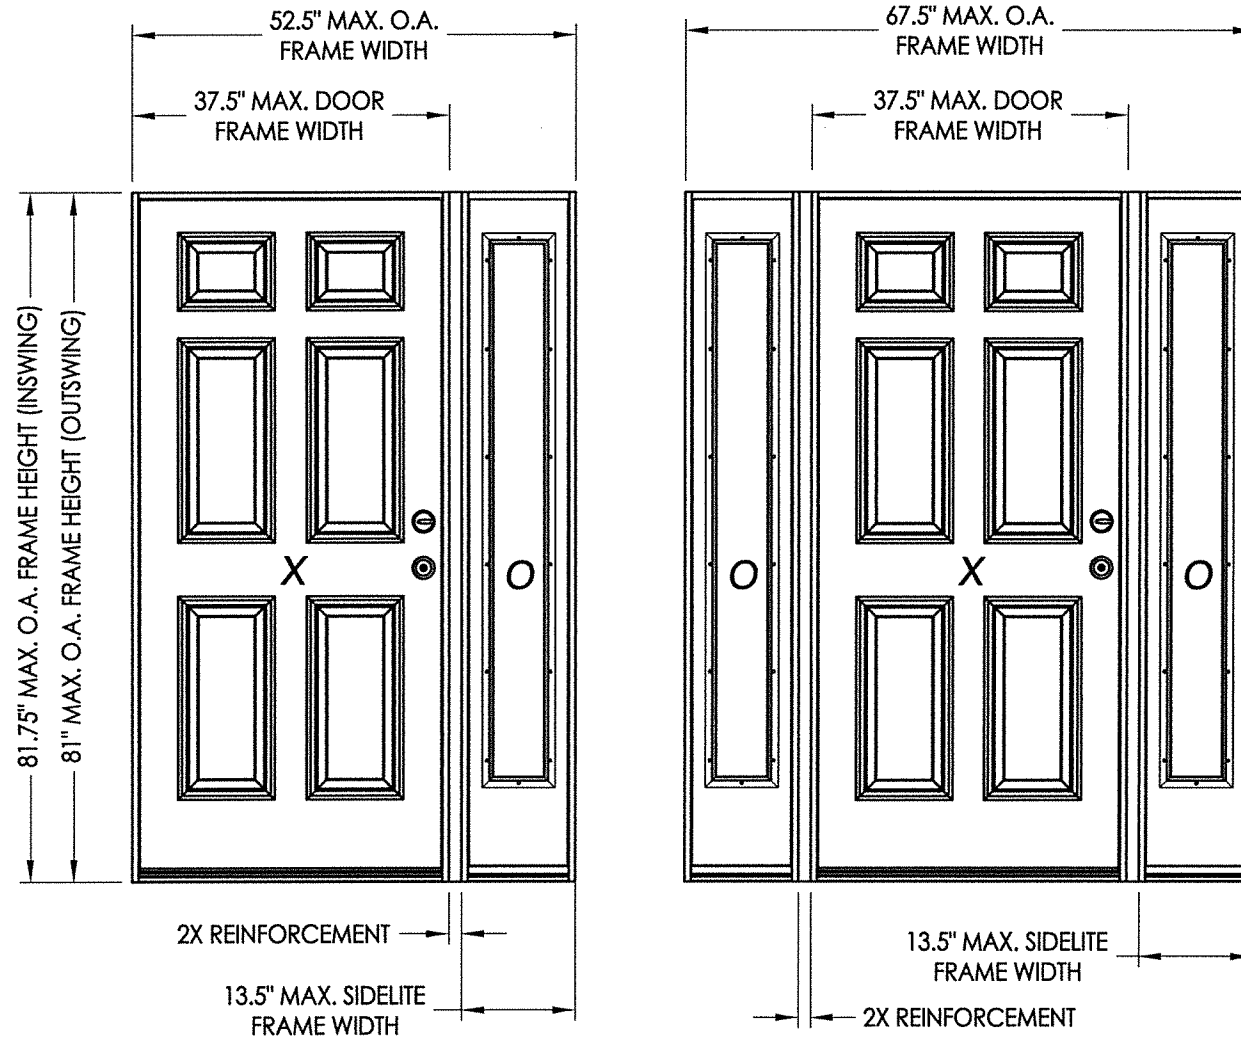 52.5" MAX. O.A.
FRAME WIDTH
37.5" MAX. DOOR
FRAME WIDTH
81.75" MAX. O.A. FRAME HEIGHT (INSWING)
81" MAX. O.A. FRAME HEIGHT (OUTSWING)
X
O
2X REINFORCEMENT
13.5" MAX. SIDELITE
FRAME WIDTH
67.5" MAX. O.A.
FRAME WIDTH
37.5" MAX. DOOR
FRAME WIDTH
O
X
O
13.5" MAX. SIDELITE
FRAME WIDTH
2X REINFORCEMENT